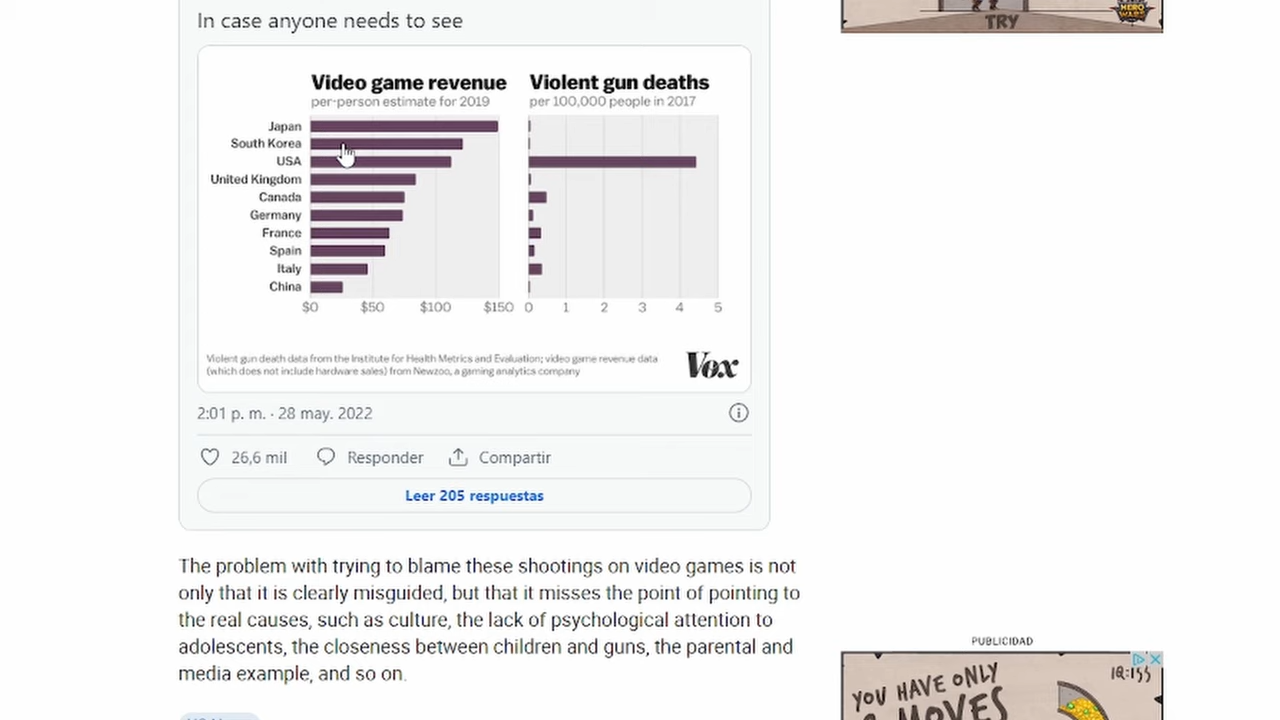 TRY
HERO
WARS
In case anyone needs to see
Video game revenue
per-person estimate for 2019
Violent gun deaths
per 100,000 people in 2017
Japan
South Korea
USA
United Kingdom
Canada
Germany
France
Spain
Italy
China
$0 $50 $100 $150
0 1 2 3 4 5
Violent gun death data from the Institute for Health Metrics and Evaluation; video game revenue data
(which does not include hardware sales) from Newzoo, a gaming analytics company
Vox
2:01 p. m. · 28 may. 2022
26,6 mil Responder Compartir
Leer 205 respuestas
The problem with trying to blame these shootings on video games is not
only that it is clearly misguided, but that it misses the point of pointing to
the real causes, such as culture, the lack of psychological attention to
adolescents, the closeness between children and guns, the parental and
media example, and so on.
PUBLICIDAD
YOU HAVE ONLY
MOVES
IQ:155